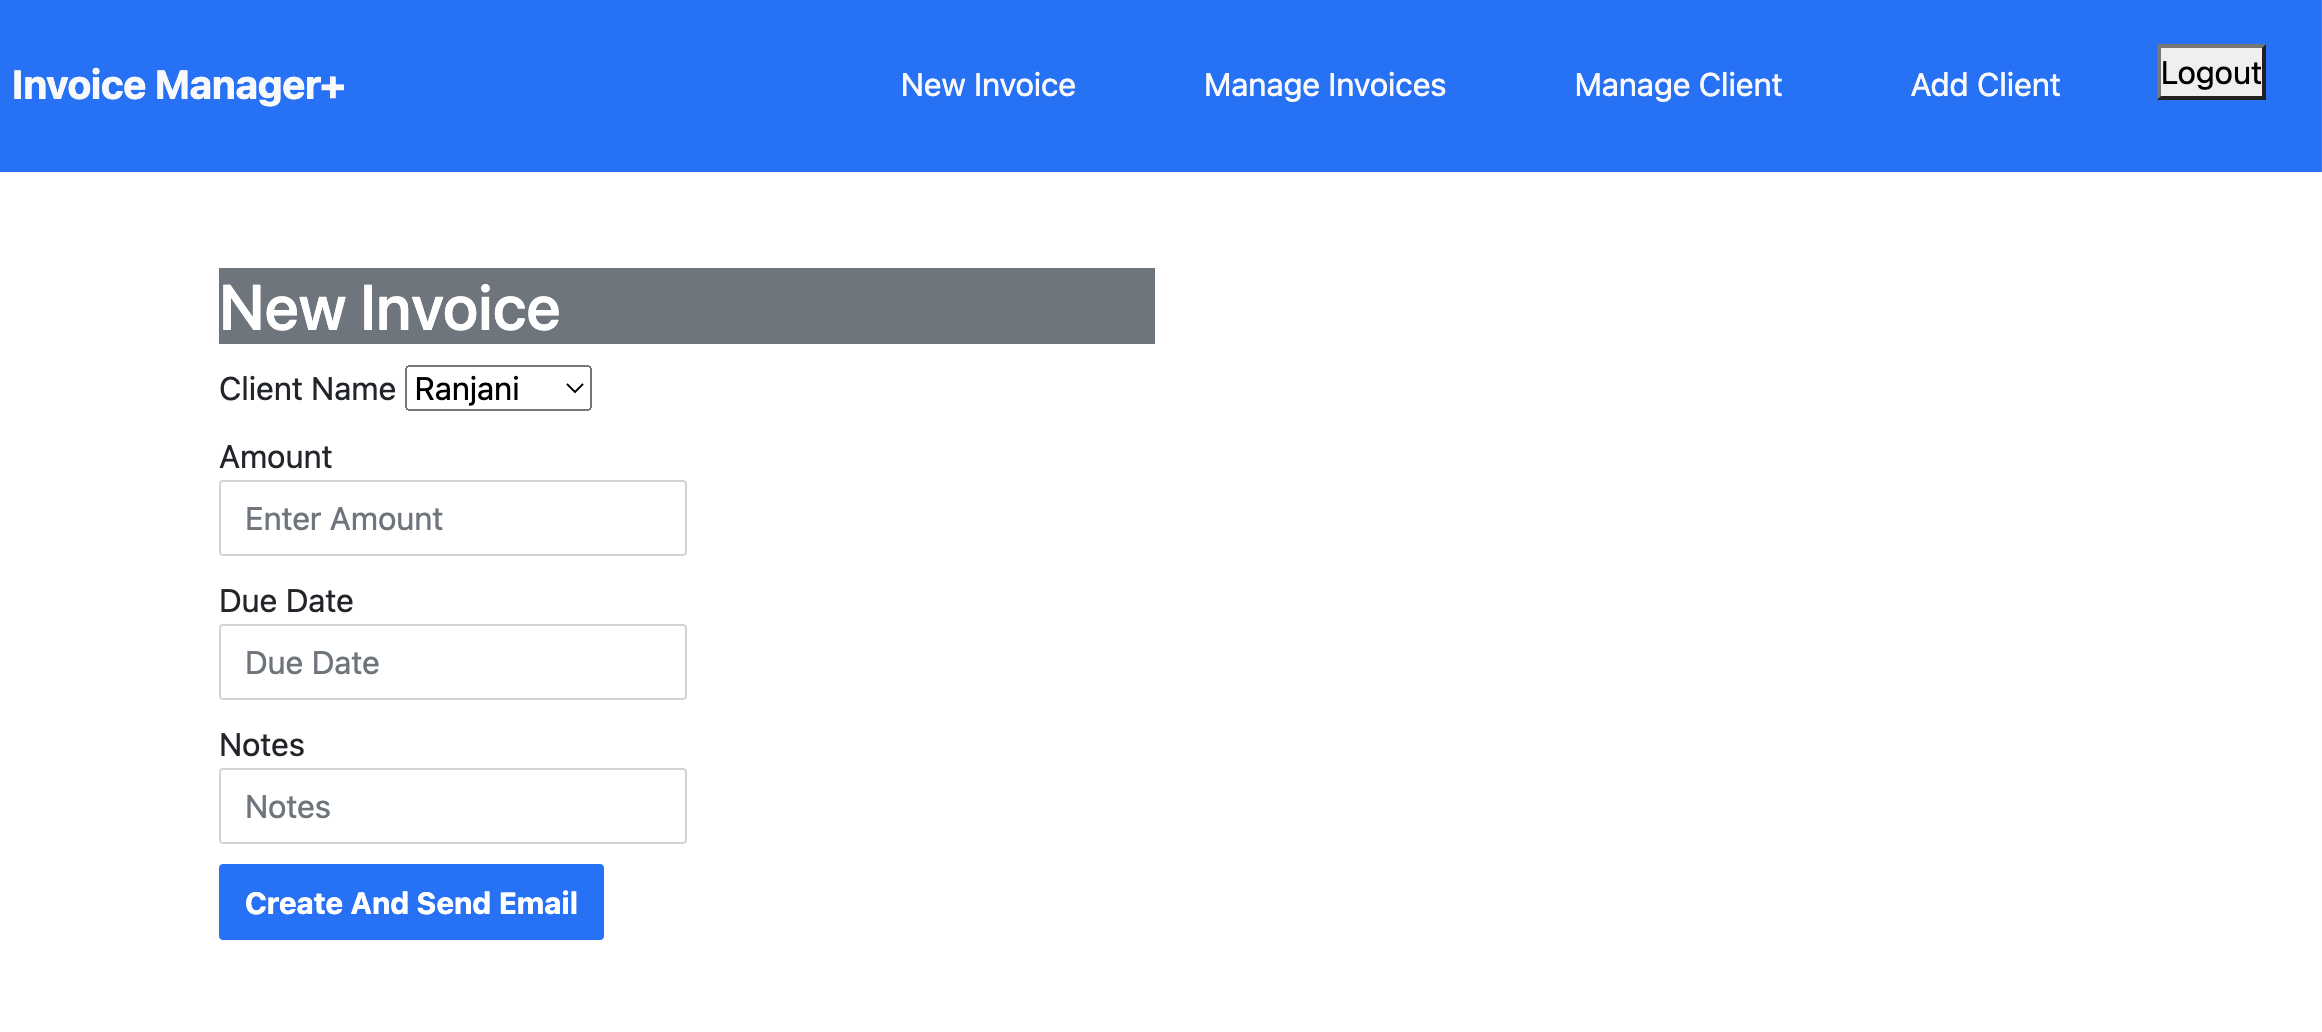 Invoice Manager+ New Invoice Manage Invoices Manage Client Add Client Logout
New Invoice
Client Name Ranjani
Amount
Enter Amount
Due Date
Due Date
Notes
Notes
Create And Send Email